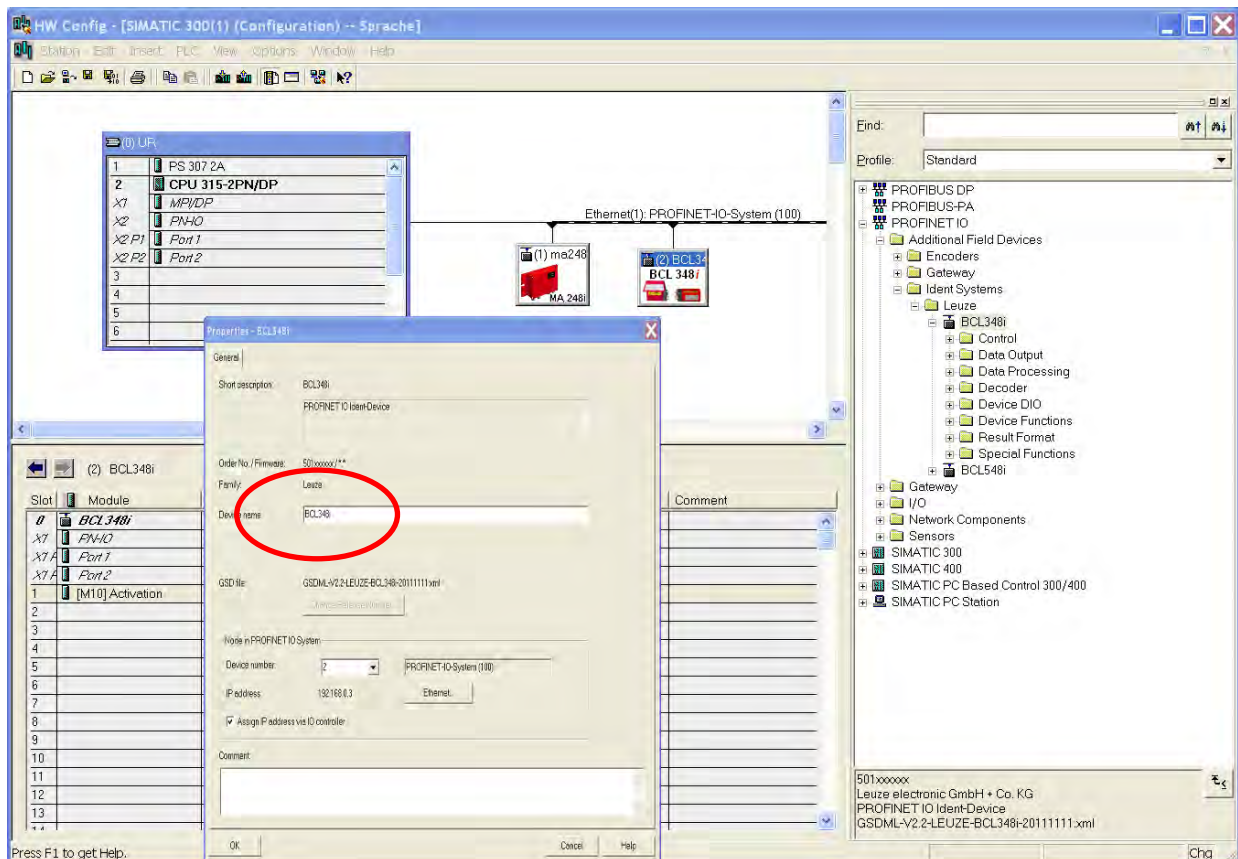 HW Config - [SIMATIC 300(1) (Configuration) -- Sprache]
Station Edit Insert PLC View Options Window Help
(0) UR
1 PS 307 2A
2 CPU 315-2PN/DP
X1 MPI/DP
X2 PN-IO
X2 P1 Port 1
X2 P2 Port 2
3
4
5
6
Ethernet(1): PROFINET-IO-System (100)
(1) ma248
MA 248i
(2) BCL34
BCL 348i
Find:
Profile: Standard
PROFIBUS DP
PROFIBUS-PA
PROFINET IO
Additional Field Devices
Encoders
Gateway
Ident Systems
Leuze
BCL348i
Control
Data Output
Data Processing
Decoder
Device DIO
Device Functions
Result Format
Special Functions
BCL548i
Gateway
I/O
Network Components
Sensors
SIMATIC 300
SIMATIC 400
SIMATIC PC Based Control 300/400
SIMATIC PC Station
501xxxxxx
Leuze electronic GmbH + Co. KG
PROFINET IO Ident-Device
GSDML-V2.2-LEUZE-BCL348i-20111111.xml
(2) BCL348i
Slot Module Comment
0 BCL348i
X1 PN-IO
X1 P Port 1
X1 P Port 2
1 [M10] Activation
2
3
4
5
6
7
8
9
10
11
12
13
Properties - BCL348i
General
Short description: BCL348i
PROFINET IO Ident-Device
Order No. / Firmware: 501xxxxxx / *.*
Family: Leuze
Device name: BCL348i
GSD file: GSDML-V2.2-LEUZE-BCL348i-20111111.xml
Node in PROFINET IO System
Device number: 2 PROFINET-IO-System (100)
IP address: 192.168.0.3 Ethernet...
Assign IP address via IO controller
Comment:
OK Cancel Help
Press F1 to get Help.
Chg